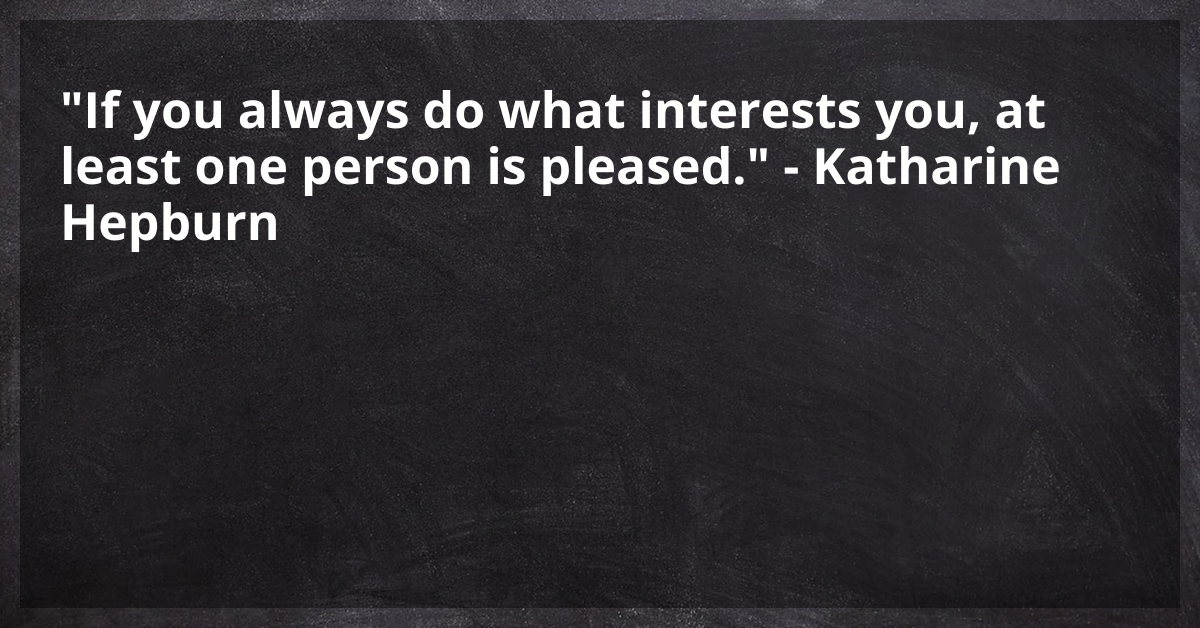 "If you always do what interests you, at
least one person is pleased." - Katharine
Hepburn